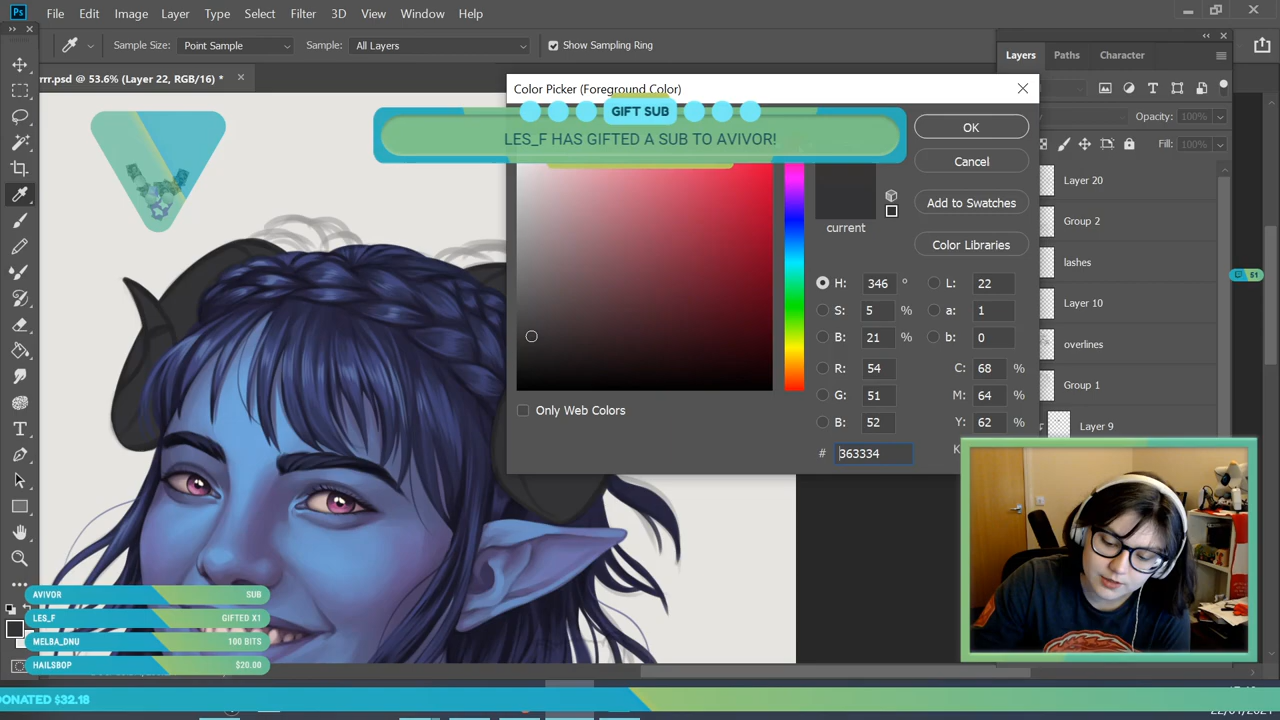 Ps File Edit Image Layer Type Select Filter 3D View Window Help
Sample Size: Point Sample Sample: All Layers Show Sampling Ring
rrr.psd @ 53.6% (Layer 22, RGB/16) *
Layers Paths Character
Opacity: 100%
Fill: 100%
Layer 20
Group 2
lashes
Layer 10
overlines
Group 1
Layer 9
Color Picker (Foreground Color)
GIFT SUB
LES_F HAS GIFTED A SUB TO AVIVOR!
OK
Cancel
Add to Swatches
Color Libraries
current
H: 346 ° L: 22
S: 5 % a: 1
B: 21 % b: 0
R: 54 C: 68 %
G: 51 M: 64 %
B: 52 Y: 62 %
# 363334 K
Only Web Colors
51
AVIVOR SUB
LES_F GIFTED X1
MELBA_DNU 100 BITS
HAILSBOP $20.00
DONATED $32.18